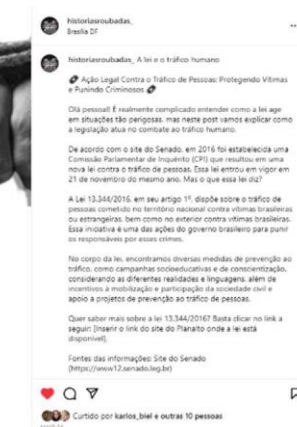 historiasroubadas_
Brasília DF
historiasroubadas_ A lei e o tráfico humano
Ação Legal Contra o Tráfico de Pessoas: Protegendo Vítimas
e Punindo Criminosos
Olá pessoal! É realmente complicado entender como a lei age
em situações tão perigosas, mas neste post vamos explicar como
a legislação atua no combate ao tráfico humano.
De acordo com o site do Senado, em 2016 foi estabelecida uma
Comissão Parlamentar de Inquérito (CPI) que resultou em uma
nova lei contra o tráfico de pessoas. Essa lei entrou em vigor em
21 de novembro do mesmo ano. Mas o que essa lei diz?
A Lei 13.344/2016, em seu artigo 1º, dispõe sobre o tráfico de
pessoas cometido no território nacional contra vítimas brasileiras
ou estrangeiras, bem como no exterior contra vítimas brasileiras.
Essa iniciativa é uma das ações do governo brasileiro para punir
os responsáveis por esses crimes.
No corpo da lei, encontramos diversas medidas de prevenção ao
tráfico, como campanhas socioeducativas e de conscientização,
considerando as diferentes realidades e linguagens, além de
incentivos à mobilização e participação da sociedade civil e
apoio a projetos de prevenção ao tráfico de pessoas.
Quer saber mais sobre a lei 13.344/2016? Basta clicar no link a
seguir: [Inserir o link do site do Planalto onde a lei está
disponível].
Fontes das informações: Site do Senado
(https://www12.senado.leg.br)
Curtido por karlos_biel e outras 10 pessoas